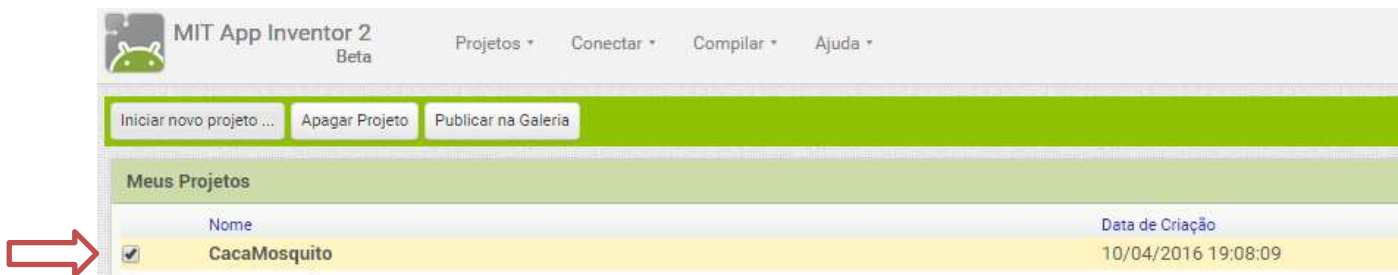 MIT App Inventor 2
Beta
Projetos Conectar Compilar Ajuda
Iniciar novo projeto ... Apagar Projeto Publicar na Galeria
Meus Projetos
Nome Data de Criação
CacaMosquito 10/04/2016 19:08:09